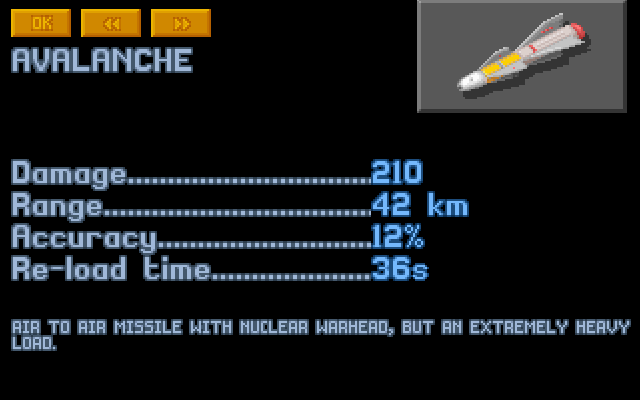 OK
AVALANCHE
Damage..............................210
Range.................................42 km
Accuracy..........................12%
Re-load time....................36s
AIR TO AIR MISSILE WITH NUCLEAR WARHEAD, BUT AN EXTREMELY HEAVY
LOAD.